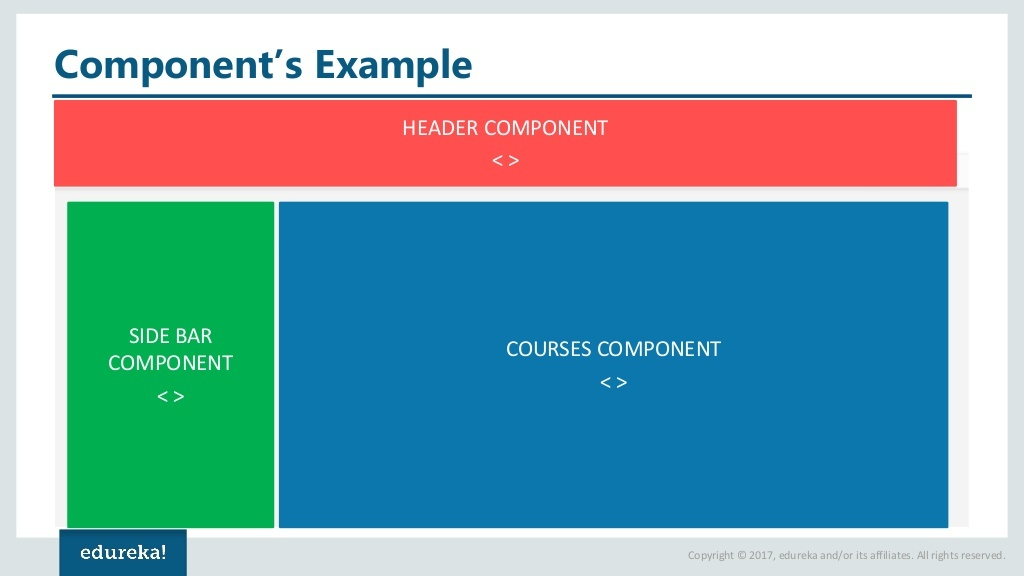 Component’s Example
HEADER COMPONENT
< >
SIDE BAR
COMPONENT
< >
COURSES COMPONENT
< >
edureka!
Copyright © 2017, edureka and/or its affiliates. All rights reserved.